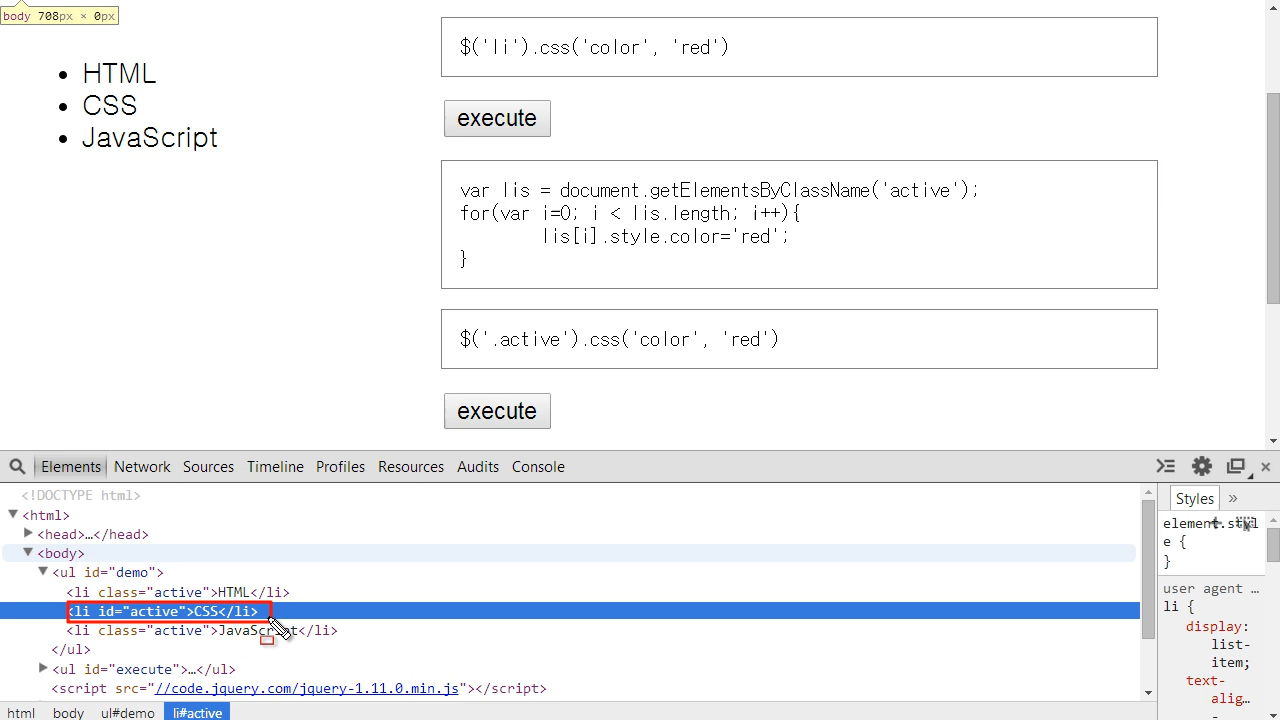 body 708px × 0px
• HTML
• CSS
• JavaScript
$('li').css('color', 'red')
execute
var lis = document.getElementsByClassName('active');
for(var i=0; i < lis.length; i++){
lis[i].style.color='red';
}
$('.active').css('color', 'red')
execute
Elements Network Sources Timeline Profiles Resources Audits Console
<!DOCTYPE html>
<html>
<head>…</head>
<body>
<ul id="demo">
<li class="active">HTML</li>
<li id="active">CSS</li>
<li class="active">JavaScript</li>
</ul>
<ul id="execute">…</ul>
<script src="//code.jquery.com/jquery-1.11.0.min.js"></script>
html body ul#demo li#active
Styles »
element.styl
e {
}
user agent …
li {
display:
list-
item;
text-
alig…
-